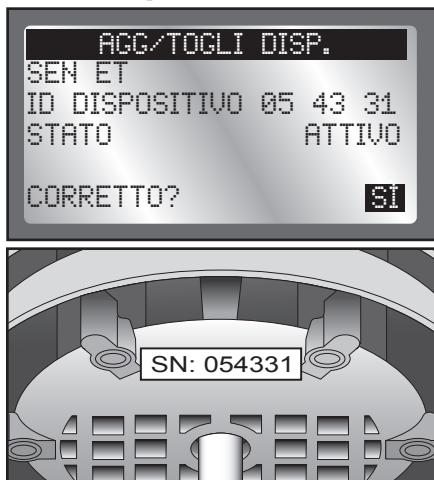 AGG/TOGLI DISP.
SEN ET
ID DISPOSITIVO 05 43 31
STATO ATTIVO
CORRETTO? SÌ
SN: 054331